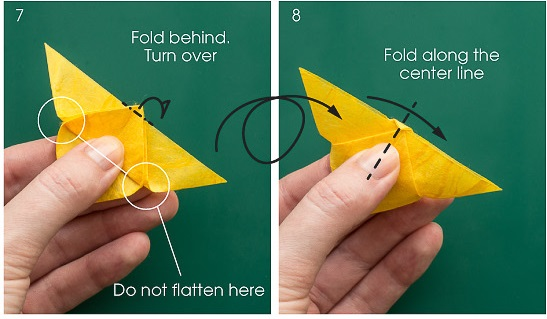 7
Fold behind.
Turn over
Do not flatten here
8
Fold along the
center line